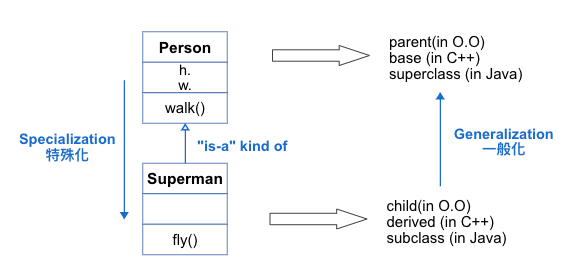 Person
h.
w.
walk()
parent(in O.O)
base (in C++)
superclass (in Java)
Specialization
特殊化
"is-a" kind of
Generalization
一般化
Superman
fly()
child(in O.O)
derived (in C++)
subclass (in Java)